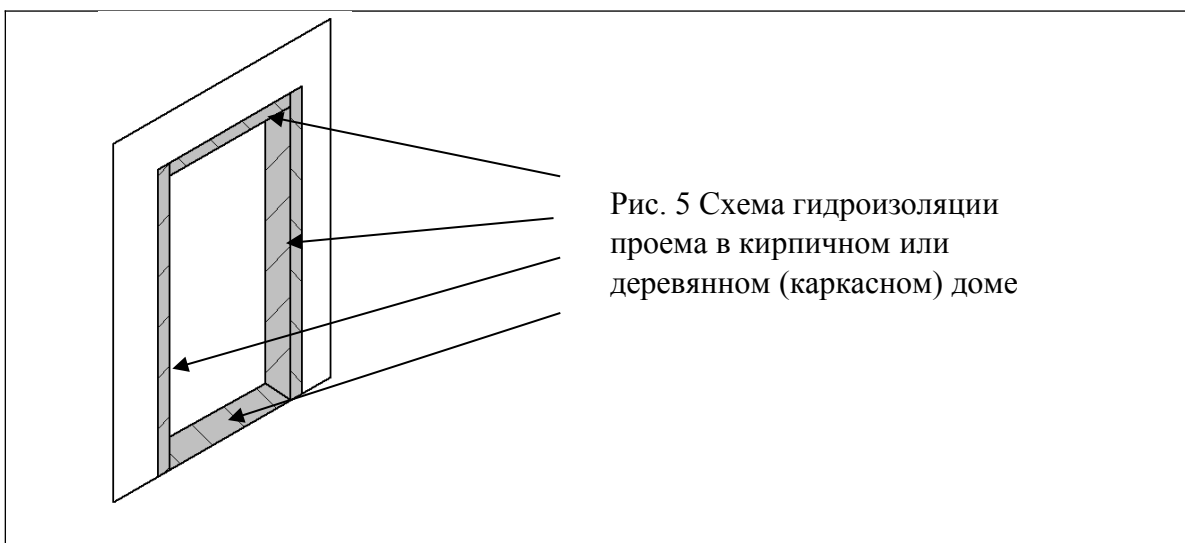 Рис. 5 Схема гидроизоляции
проема в кирпичном или
деревянном (каркасном) доме